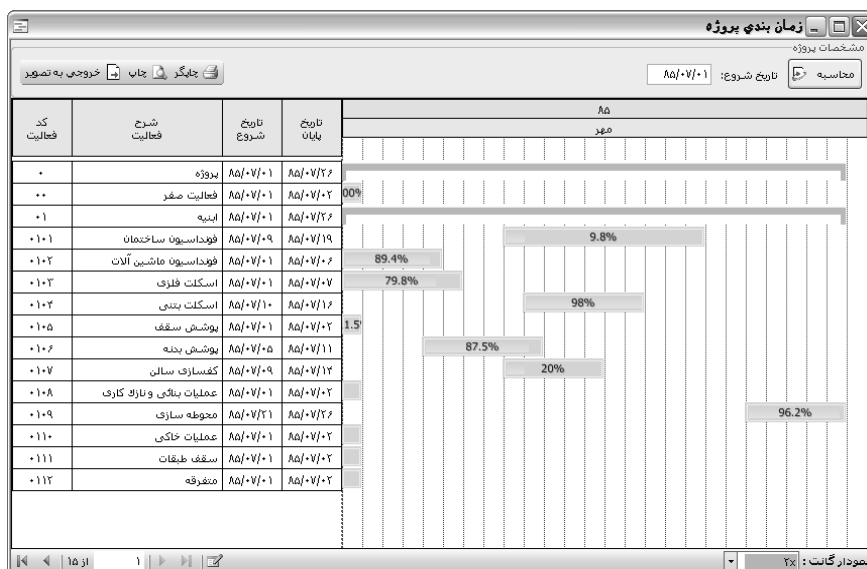 زمان بندي پروژه
مشخصات پروژه
محاسبه تاریخ شروع: ۸۵/۰۷/۰۱ چاپگر چاپ خروجی به تصویر
کد فعالیت شرح فعالیت تاریخ شروع تاریخ پایان
۸۵
مهر
۰ پروژه ۸۵/۰۷/۰۱ ۸۵/۰۷/۲۶
۰۰ فعالیت صفر ۸۵/۰۷/۰۱ ۸۵/۰۷/۰۲ 00%
۰۱ ابنیه ۸۵/۰۷/۰۱ ۸۵/۰۷/۲۶
۰۱۰۱ فونداسیون ساختمان ۸۵/۰۷/۰۹ ۸۵/۰۷/۱۹ 9.8%
۰۱۰۲ فونداسیون ماشین آلات ۸۵/۰۷/۰۱ ۸۵/۰۷/۰۶ 89.4%
۰۱۰۳ اسکلت فلزی ۸۵/۰۷/۰۱ ۸۵/۰۷/۰۷ 79.8%
۰۱۰۴ اسکلت بتنی ۸۵/۰۷/۱۰ ۸۵/۰۷/۱۶ 98%
۰۱۰۵ پوشش سقف ۸۵/۰۷/۰۱ ۸۵/۰۷/۰۲ 1.5%
۰۱۰۶ پوشش بدنه ۸۵/۰۷/۰۵ ۸۵/۰۷/۱۱ 87.5%
۰۱۰۷ کفسازی سالن ۸۵/۰۷/۰۹ ۸۵/۰۷/۱۴ 20%
۰۱۰۸ عملیات بنائی و نازک کاری ۸۵/۰۷/۰۱ ۸۵/۰۷/۰۲
۰۱۰۹ محوطه سازی ۸۵/۰۷/۲۱ ۸۵/۰۷/۲۶ 96.2%
۰۱۱۰ عملیات خاکی ۸۵/۰۷/۰۱ ۸۵/۰۷/۰۲
۰۱۱۱ سقف طبقات ۸۵/۰۷/۰۱ ۸۵/۰۷/۰۲
۰۱۱۲ متفرقه ۸۵/۰۷/۰۱ ۸۵/۰۷/۰۲
نمودار گانت : ۲x ۱ از ۱۵